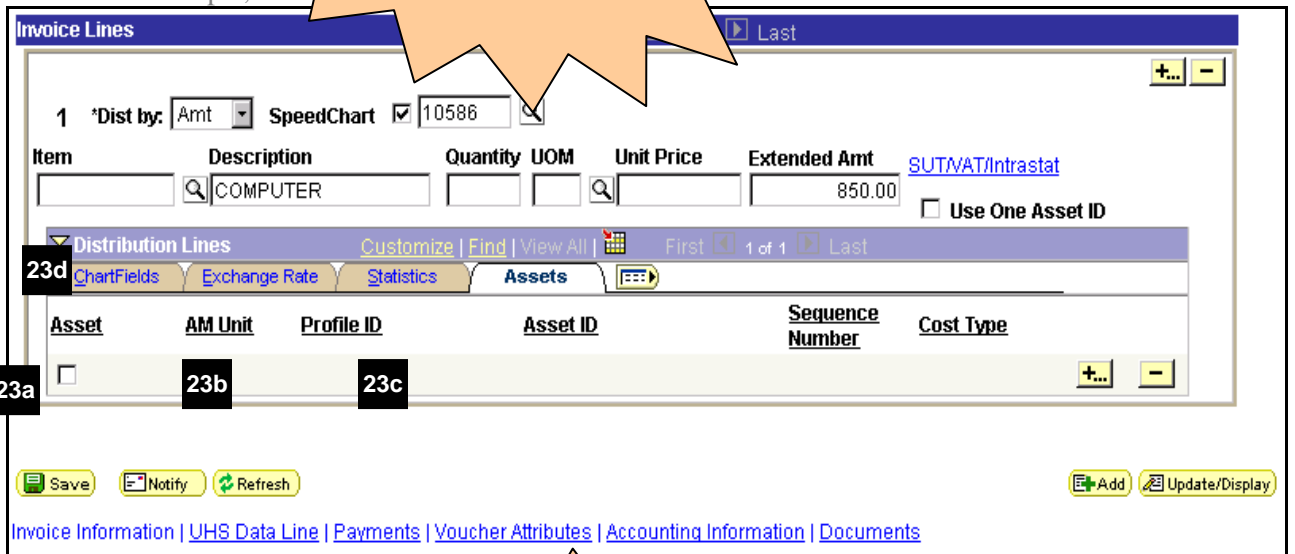 Invoice Lines Last
1 *Dist by: Amt SpeedChart 10586
Item Description Quantity UOM Unit Price Extended Amt SUT/VAT/Intrastat
COMPUTER 850.00
Use One Asset ID
Distribution Lines Customize | Find | View All | First 1 of 1 Last
23d ChartFields Exchange Rate Statistics Assets
Asset AM Unit Profile ID Asset ID Sequence Number Cost Type
23a 23b 23c +... -
Save Notify Refresh Add Update/Display
Invoice Information | UHS Data Line | Payments | Voucher Attributes | Accounting Information | Documents